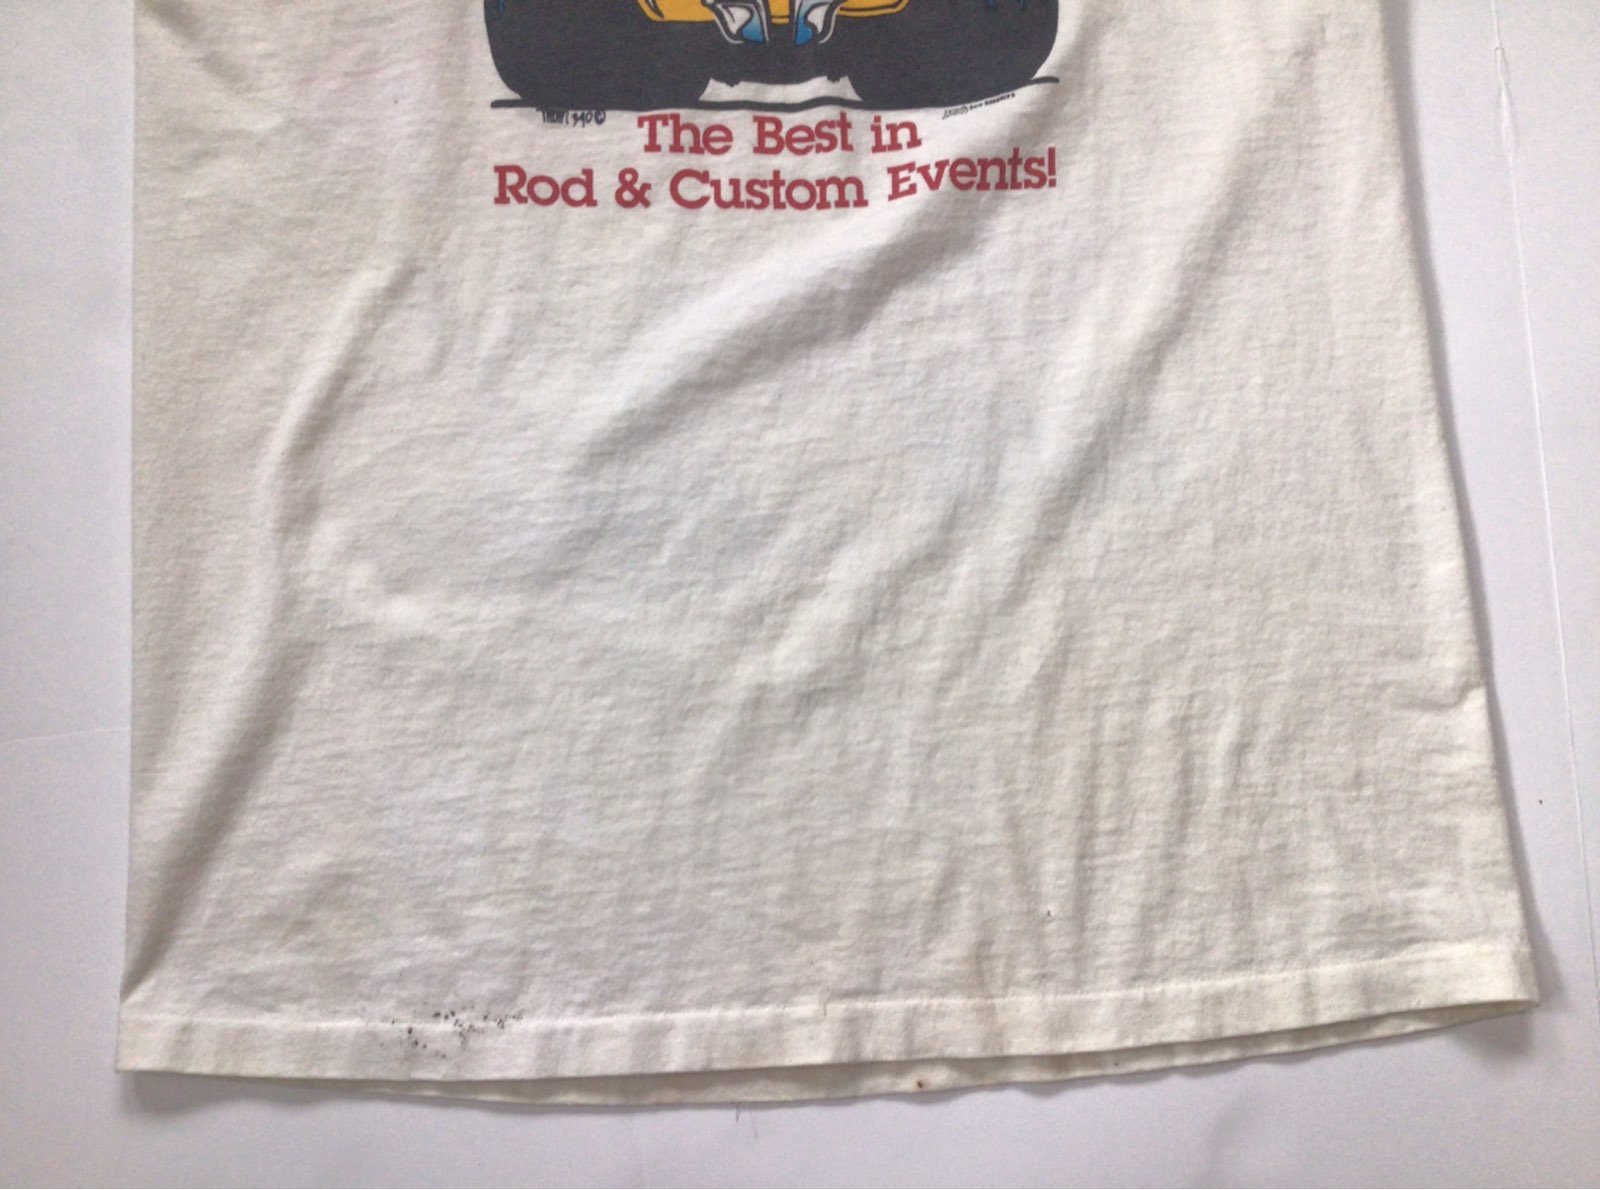 The Best in
Rod & Custom Events!